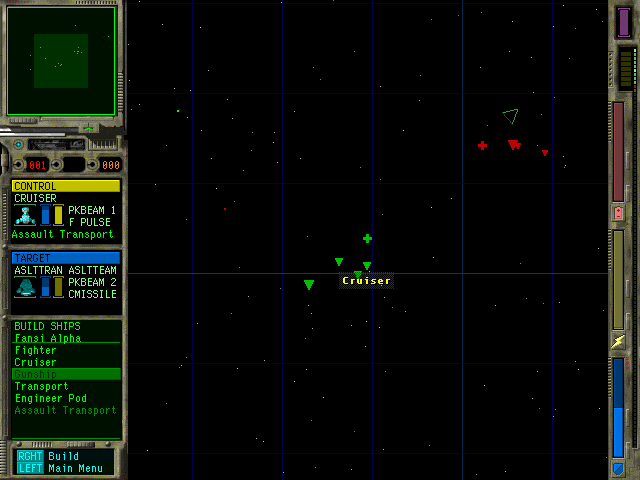 001
000
CONTROL
CRUISER
PKBEAM 1
F PULSE
Assault Transport
TARGET
ASLTTRAN ASLTTEAM
PKBEAM 2
CMISSILE
BUILD SHIPS
Fansi Alpha
Fighter
Cruiser
Gunship
Transport
Engineer Pod
Assault Transport
RGHT Build
LEFT Main Menu
Cruiser